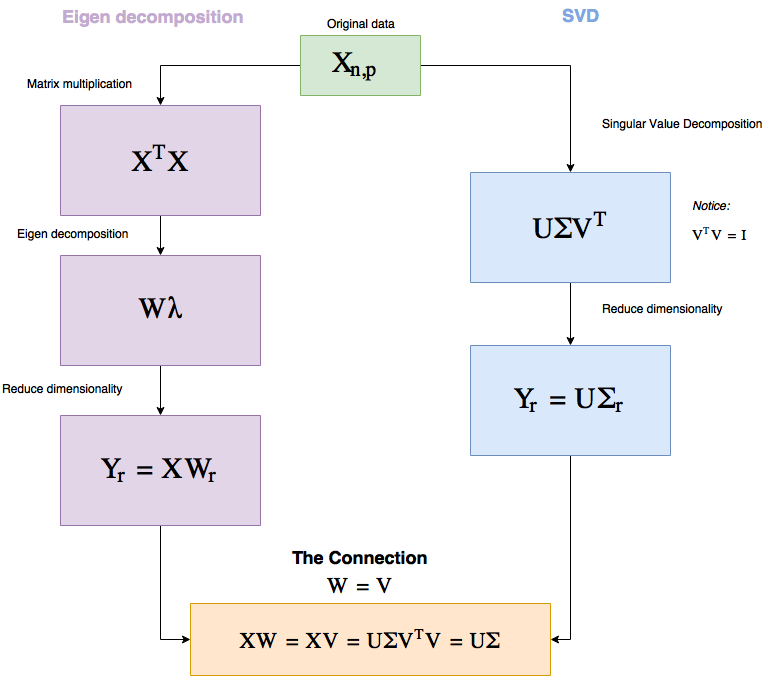 Eigen decomposition
Original data
SVD
Xₙ,ₚ
Matrix multiplication
Singular Value Decomposition
XᵀX
UΣVᵀ
Notice:
VᵀV = I
Eigen decomposition
Wλ
Reduce dimensionality
Reduce dimensionality
Yᵣ = UΣᵣ
Yᵣ = XWᵣ
The Connection
W = V
XW = XV = UΣVᵀV = UΣ